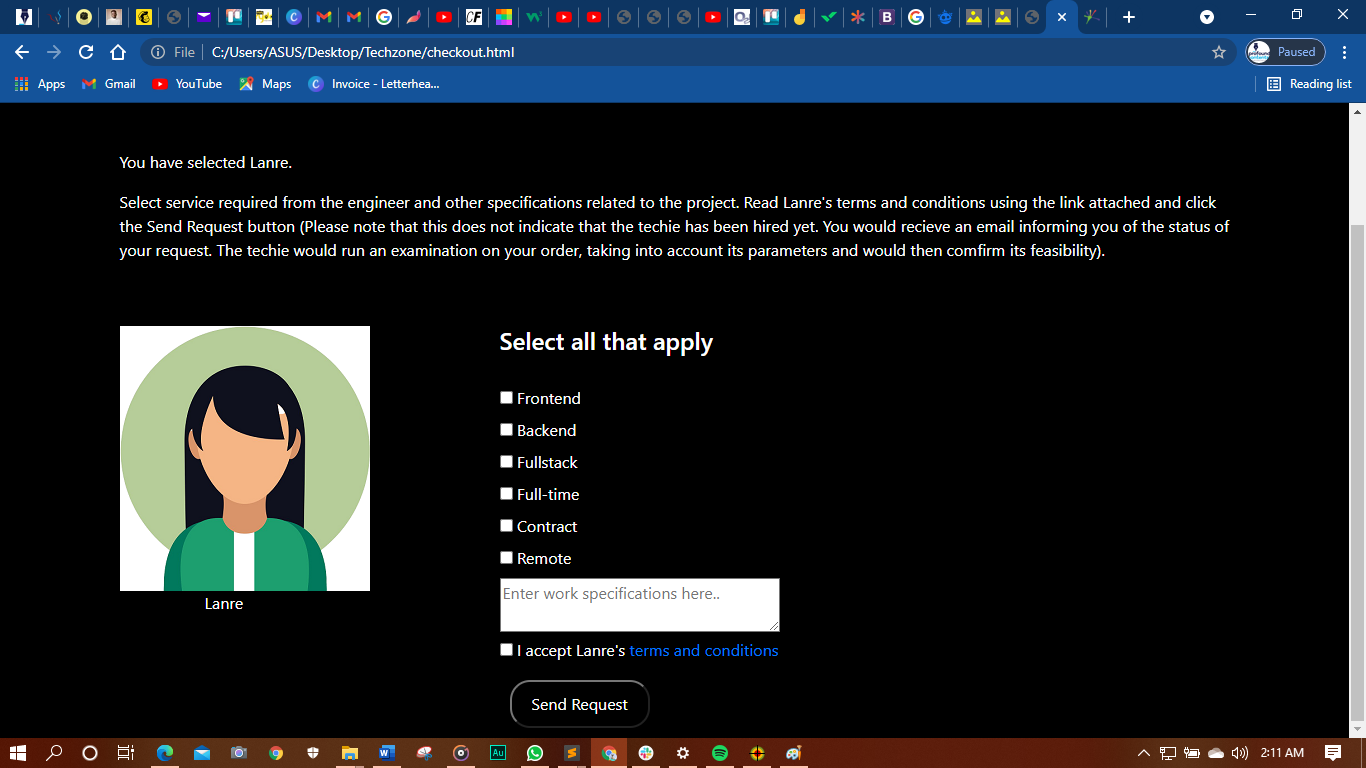 File
C:/Users/ASUS/Desktop/Techzone/checkout.html
Paused
Apps
Gmail
YouTube
Maps
Invoice - Letterhea...
Reading list
You have selected Lanre.
Select service required from the engineer and other specifications related to the project. Read Lanre's terms and conditions using the link attached and click
the Send Request button (Please note that this does not indicate that the techie has been hired yet. You would recieve an email informing you of the status of
your request. The techie would run an examination on your order, taking into account its parameters and would then comfirm its feasibility).
Lanre
Select all that apply
Frontend
Backend
Fullstack
Full-time
Contract
Remote
Enter work specifications here..
I accept Lanre's terms and conditions
Send Request
2:11 AM